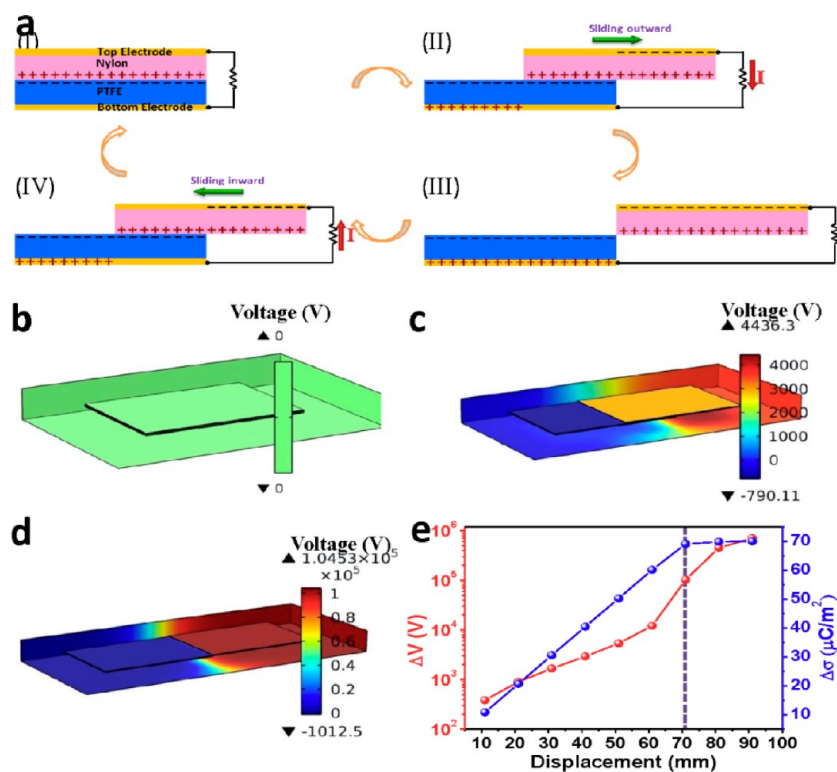 a
(I)
Top Electrode
Nylon
+++++++++++++++++
PTFE
Bottom Electrode
(II)
Sliding outward
I
(IV)
Sliding inward
I
(III)
b
Voltage (V)
▲ 0
▼ 0
c
Voltage (V)
▲ 4436.3
4000
3000
2000
1000
0
▼ -790.11
d
Voltage (V)
▲ 1.0453×10⁵
×10⁵
1
0.8
0.6
0.4
0.2
0
▼ -1012.5
e
10⁶
10⁵
10⁴
10³
10²
ΔV (V)
70
60
50
40
30
20
10
Δσ (µC/m²)
10 20 30 40 50 60 70 80 90 100
Displacement (mm)